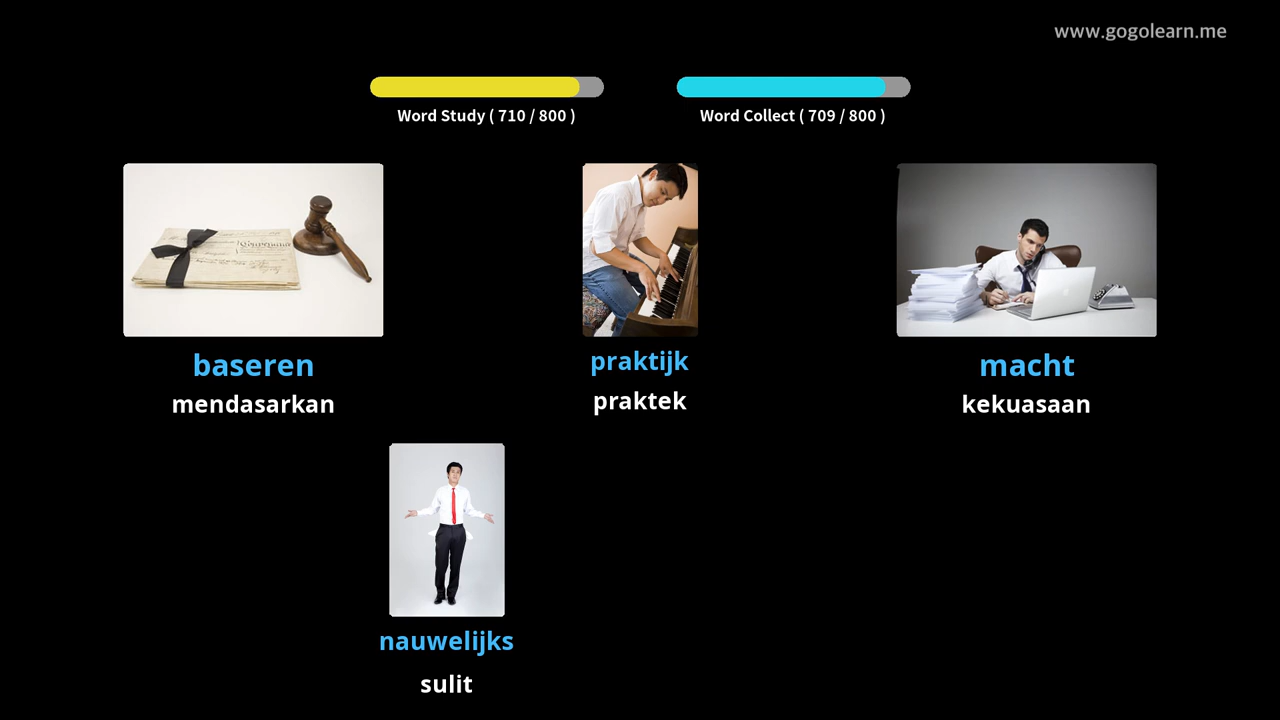 www.gogolearn.me
Word Study ( 710 / 800 )
Word Collect ( 709 / 800 )
baseren
mendasarkan
praktijk
praktek
macht
kekuasaan
nauwelijks
sulit